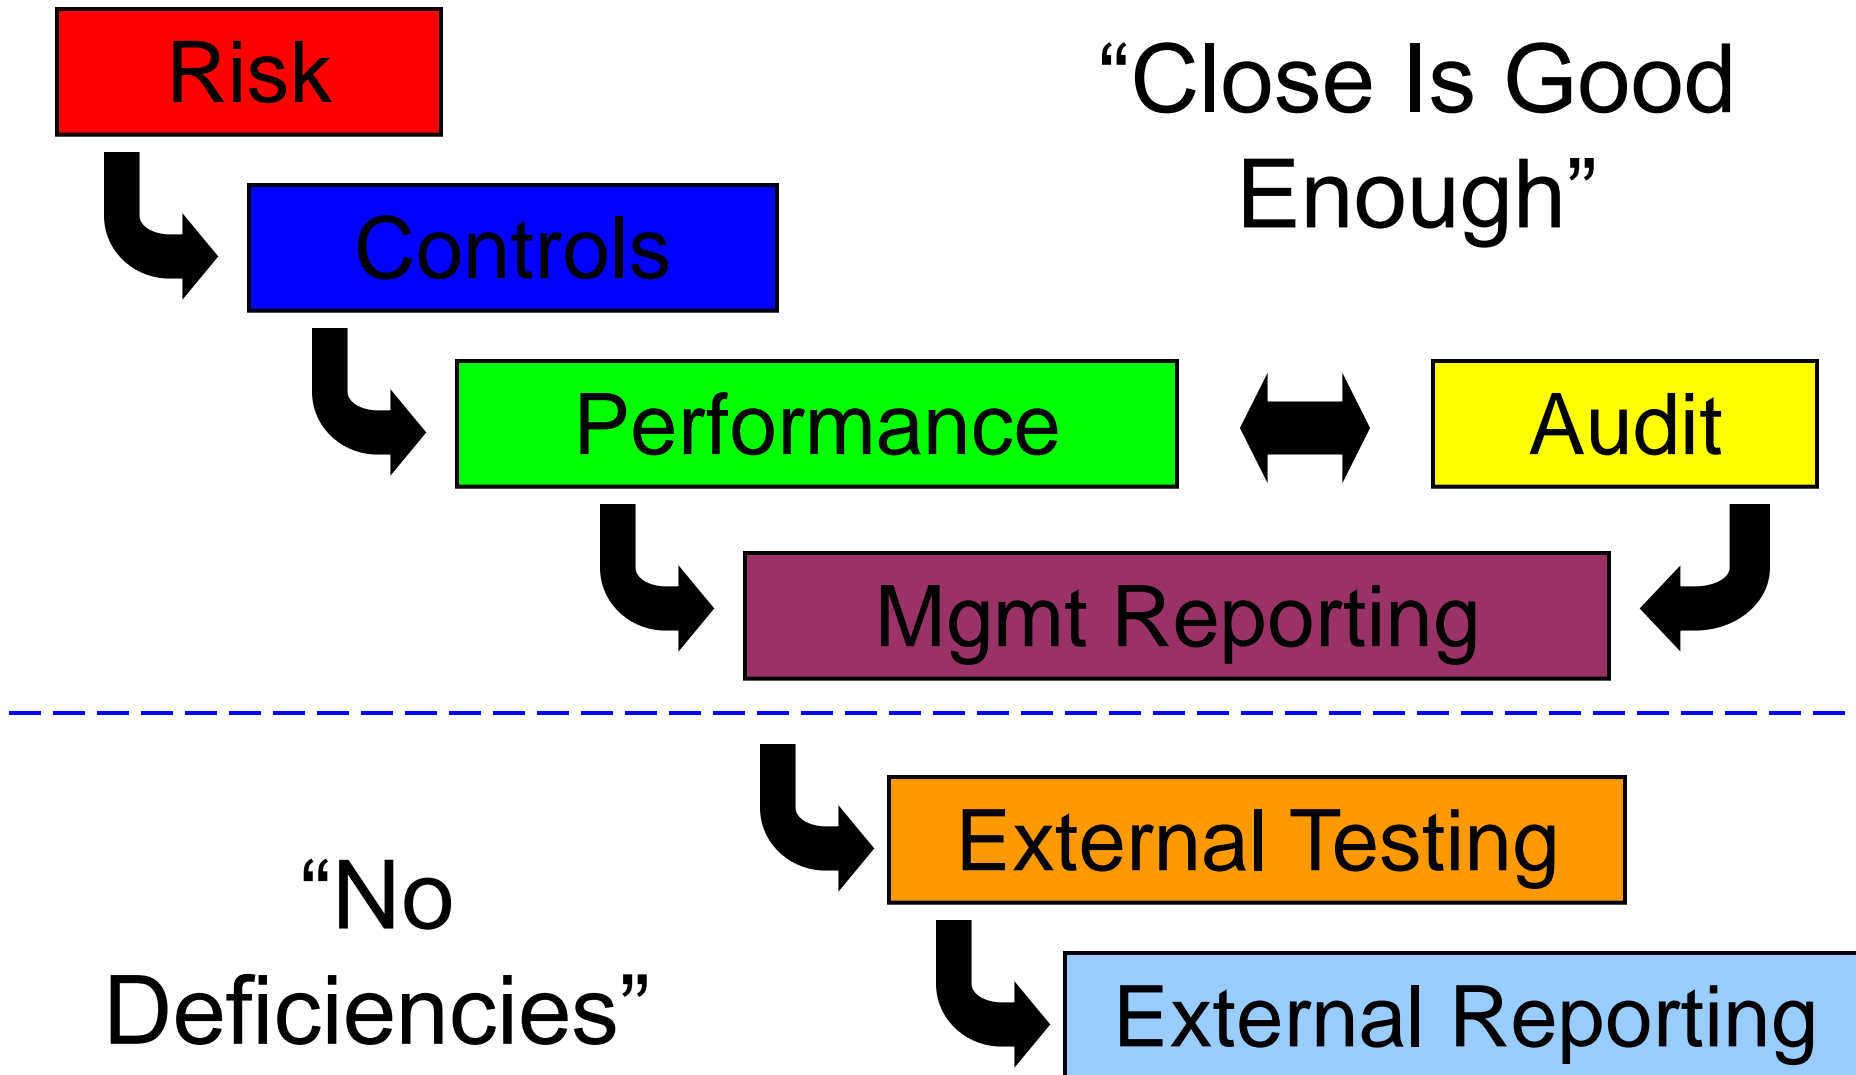 Risk
“Close Is Good
Enough”
Controls
Performance
Audit
Mgmt Reporting
External Testing
“No
Deficiencies”
External Reporting